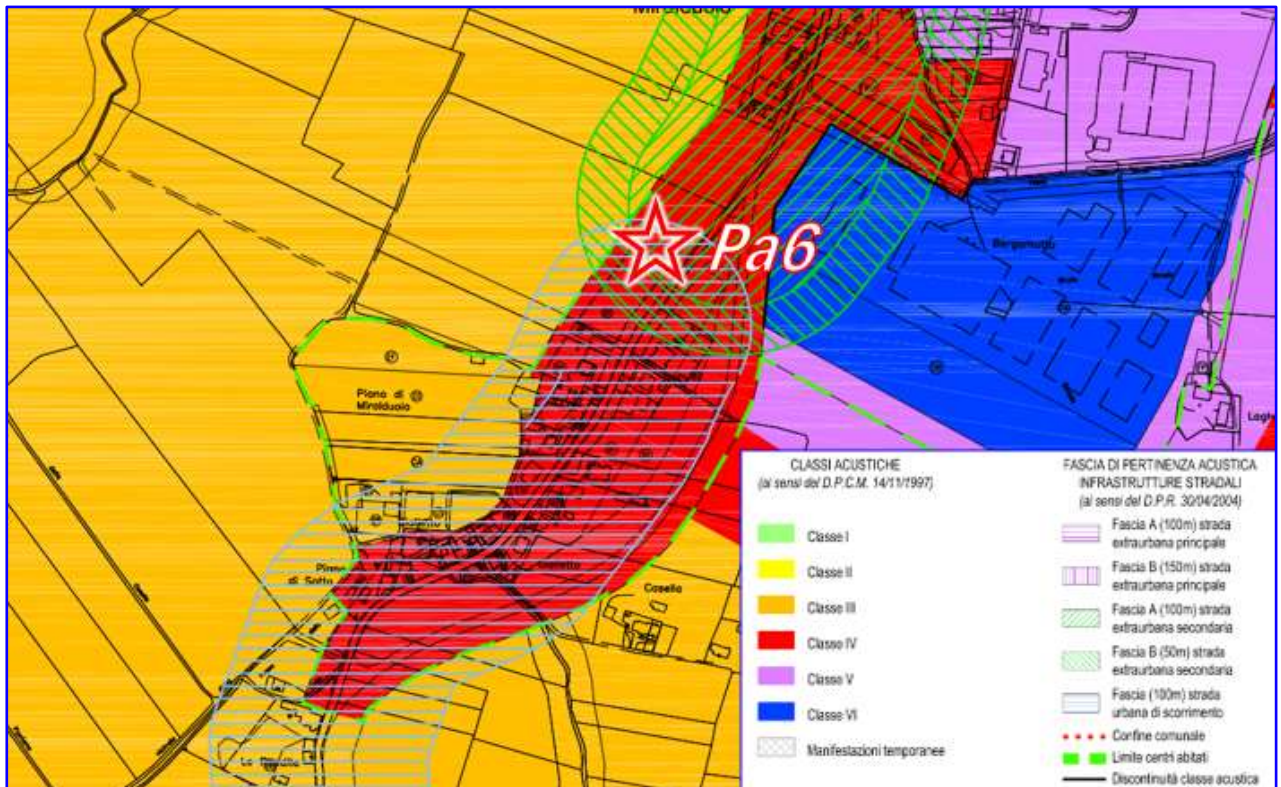 Pa6
Bergamotto
Piano di
Miralduolo
Casella
CLASSI ACUSTICHE
(ai sensi del D.P.C.M. 14/11/1997)
Classe I
Classe II
Classe III
Classe IV
Classe V
Classe VI
Manifestazioni temporanee
FASCIA DI PERTINENZA ACUSTICA
INFRASTRUTTURE STRADALI
(ai sensi del D.P.R. 30/04/2004)
Fascia A (100m) strada
extraurbana principale
Fascia B (150m) strada
extraurbana principale
Fascia A (100m) strada
extraurbana secondaria
Fascia B (50m) strada
extraurbana secondaria
Fascia (100m) strada
urbana di scorrimento
Confine comunale
Limite centri abitati
Discontinuità classe acustica